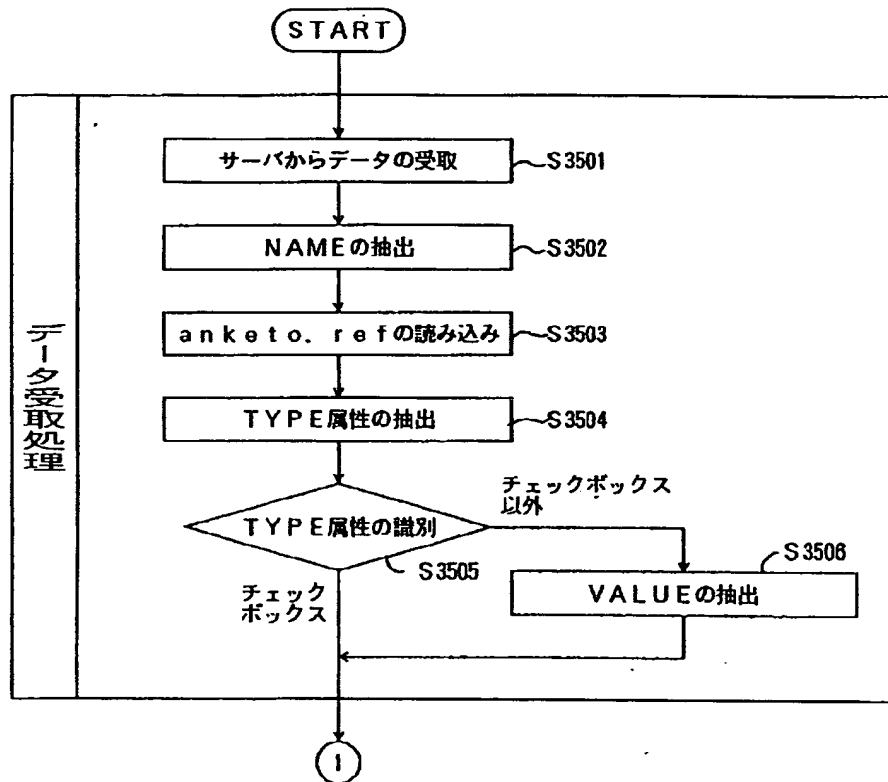 START
サーバからデータの受取
S3501
NAMEの抽出
S3502
anketo.refの読み込み
S3503
TYPE属性の抽出
S3504
データ受取処理
TYPE属性の識別
S3505
チェックボックス
以外
S3506
VALUEの抽出
チェック
ボックス
1